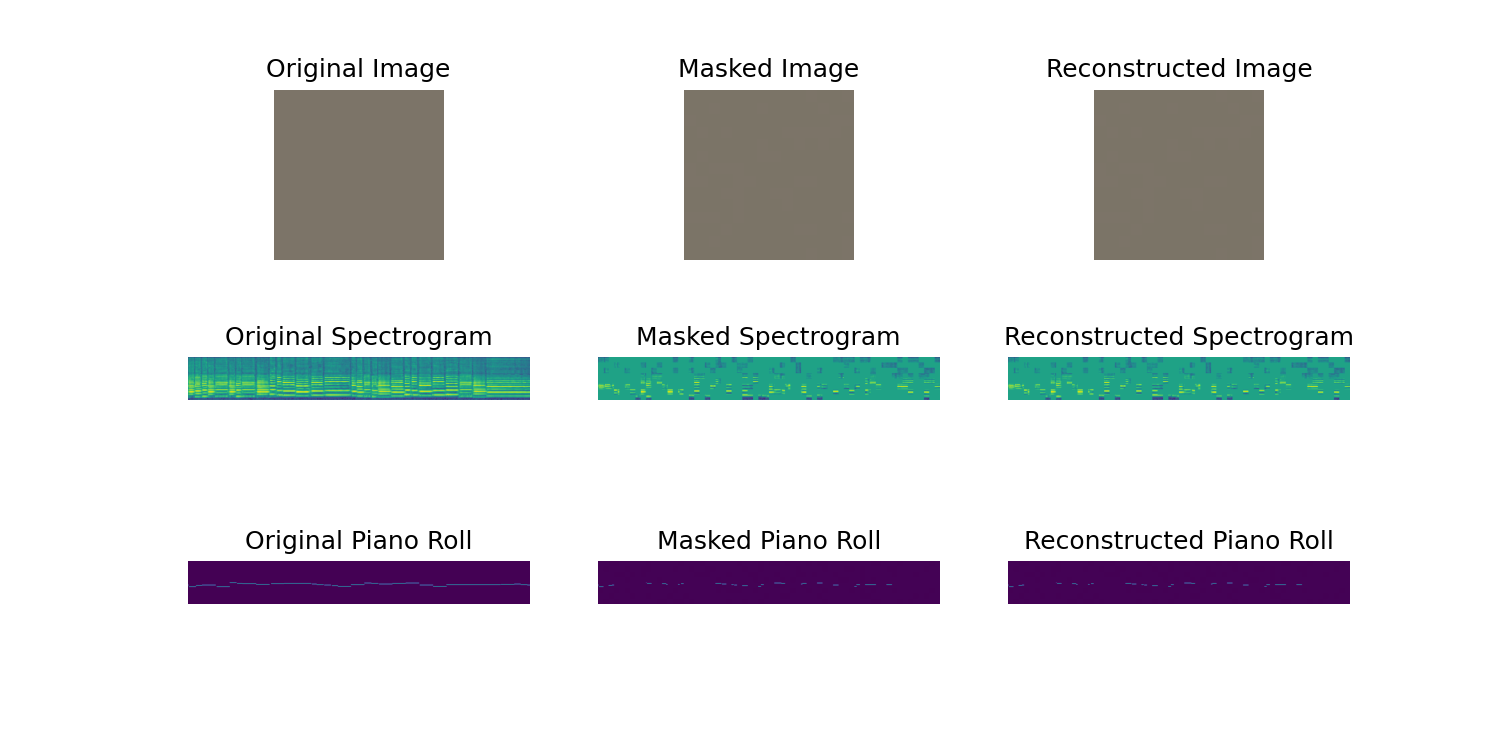 Original Image
Masked Image
Reconstructed Image
Original Spectrogram
Masked Spectrogram
Reconstructed Spectrogram
Original Piano Roll
Masked Piano Roll
Reconstructed Piano Roll